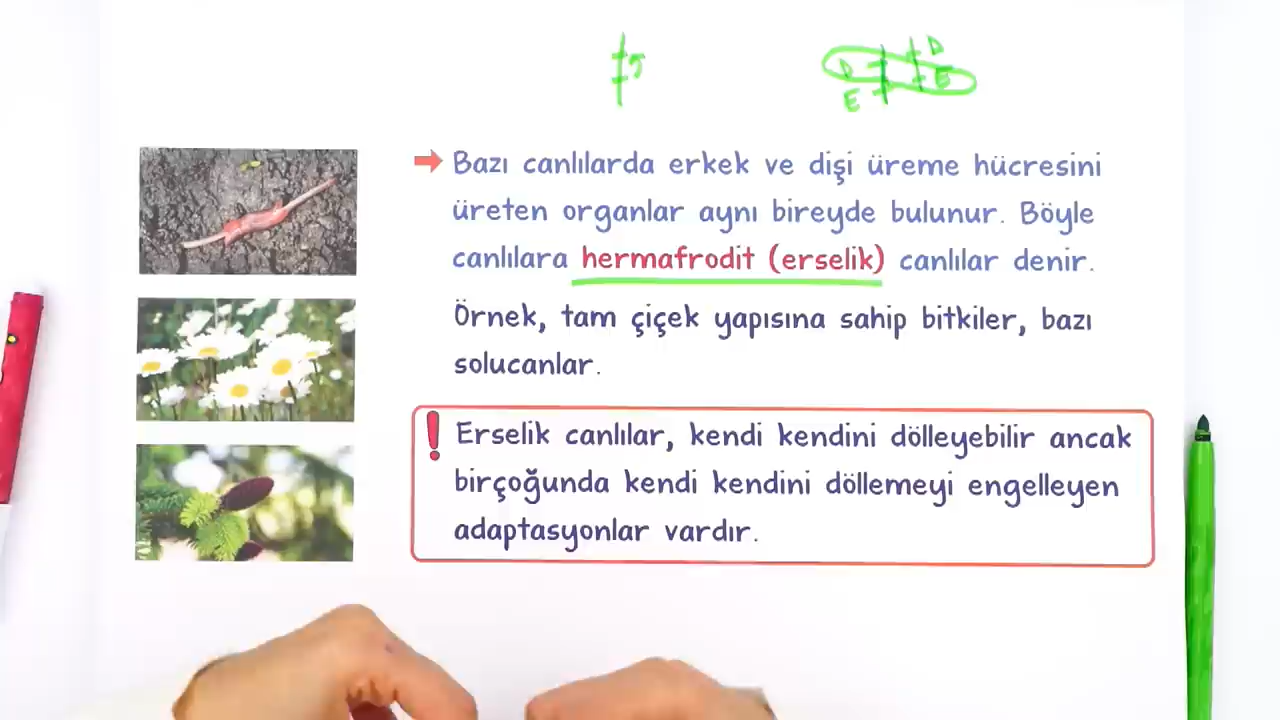 D
D E
E
Bazı canlılarda erkek ve dişi üreme hücresini
üreten organlar aynı bireyde bulunur. Böyle
canlılara hermafrodit (erselik) canlılar denir.
Örnek, tam çiçek yapısına sahip bitkiler, bazı
solucanlar.
Erselik canlılar, kendi kendini dölleyebilir ancak
birçoğunda kendi kendini döllemeyi engelleyen
adaptasyonlar vardır.